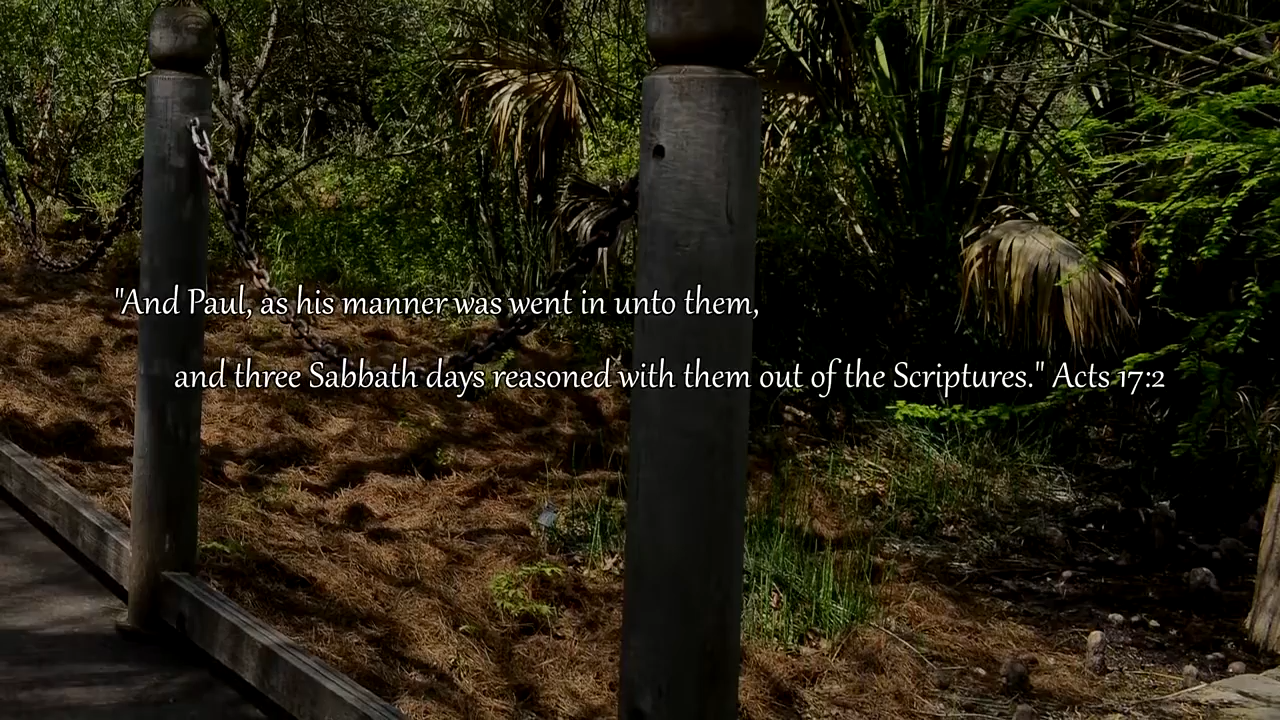 "And Paul, as his manner was went in unto them,
and three Sabbath days reasoned with them out of the Scriptures." Acts 17:2